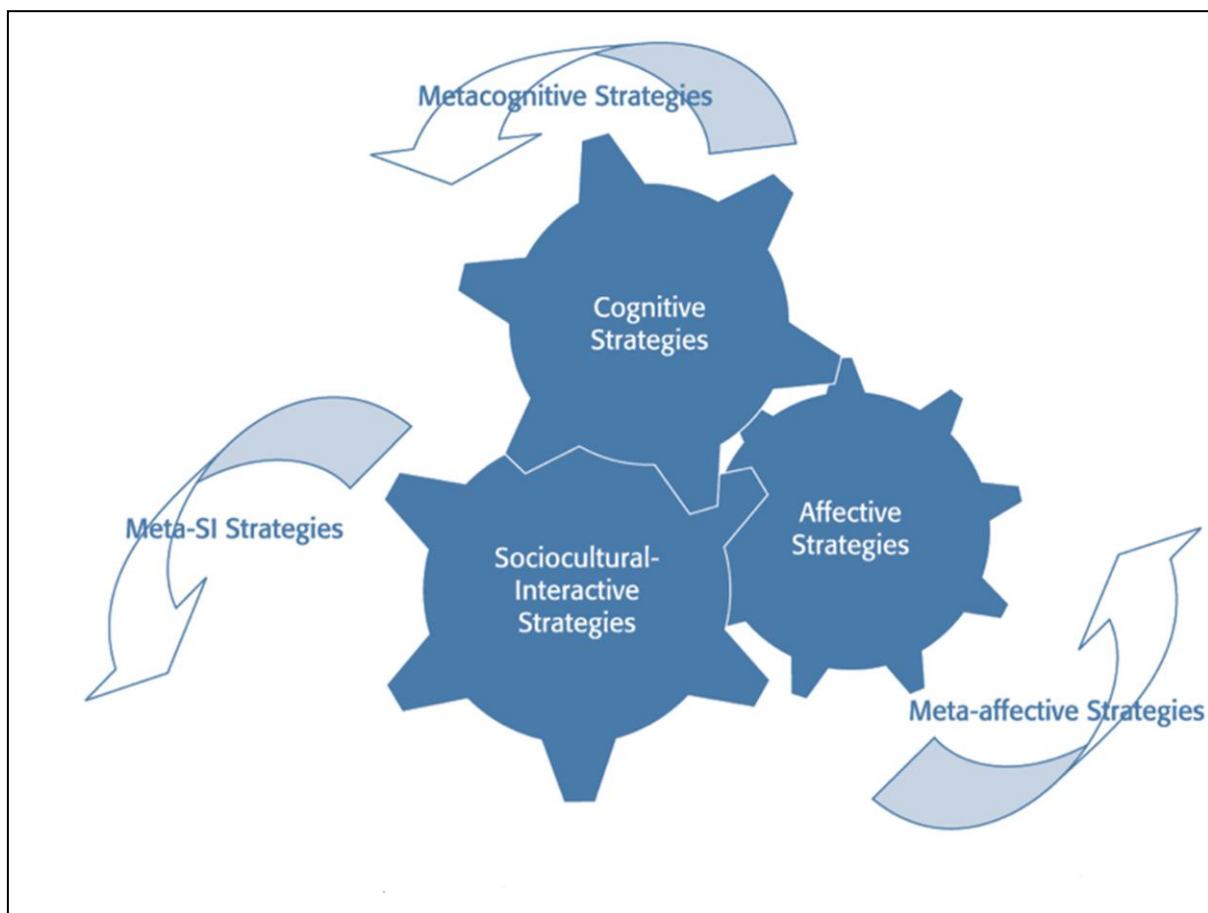 Metacognitive Strategies
Cognitive
Strategies
Meta-SI Strategies
Affective
Strategies
Sociocultural-
Interactive
Strategies
Meta-affective Strategies